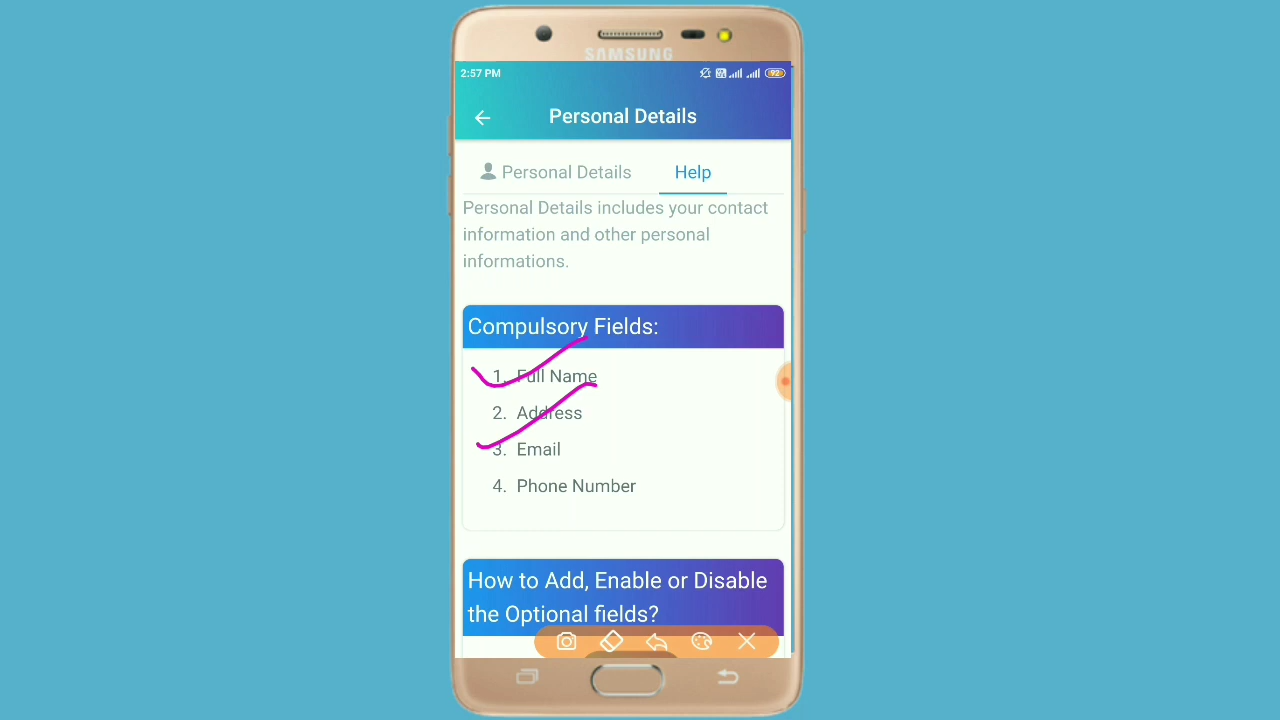 SAMSUNG
2:57 PM
92
Personal Details
Personal Details
Help
Personal Details includes your contact
information and other personal
informations.
Compulsory Fields:
1. Full Name
2. Address
3. Email
4. Phone Number
How to Add, Enable or Disable
the Optional fields?